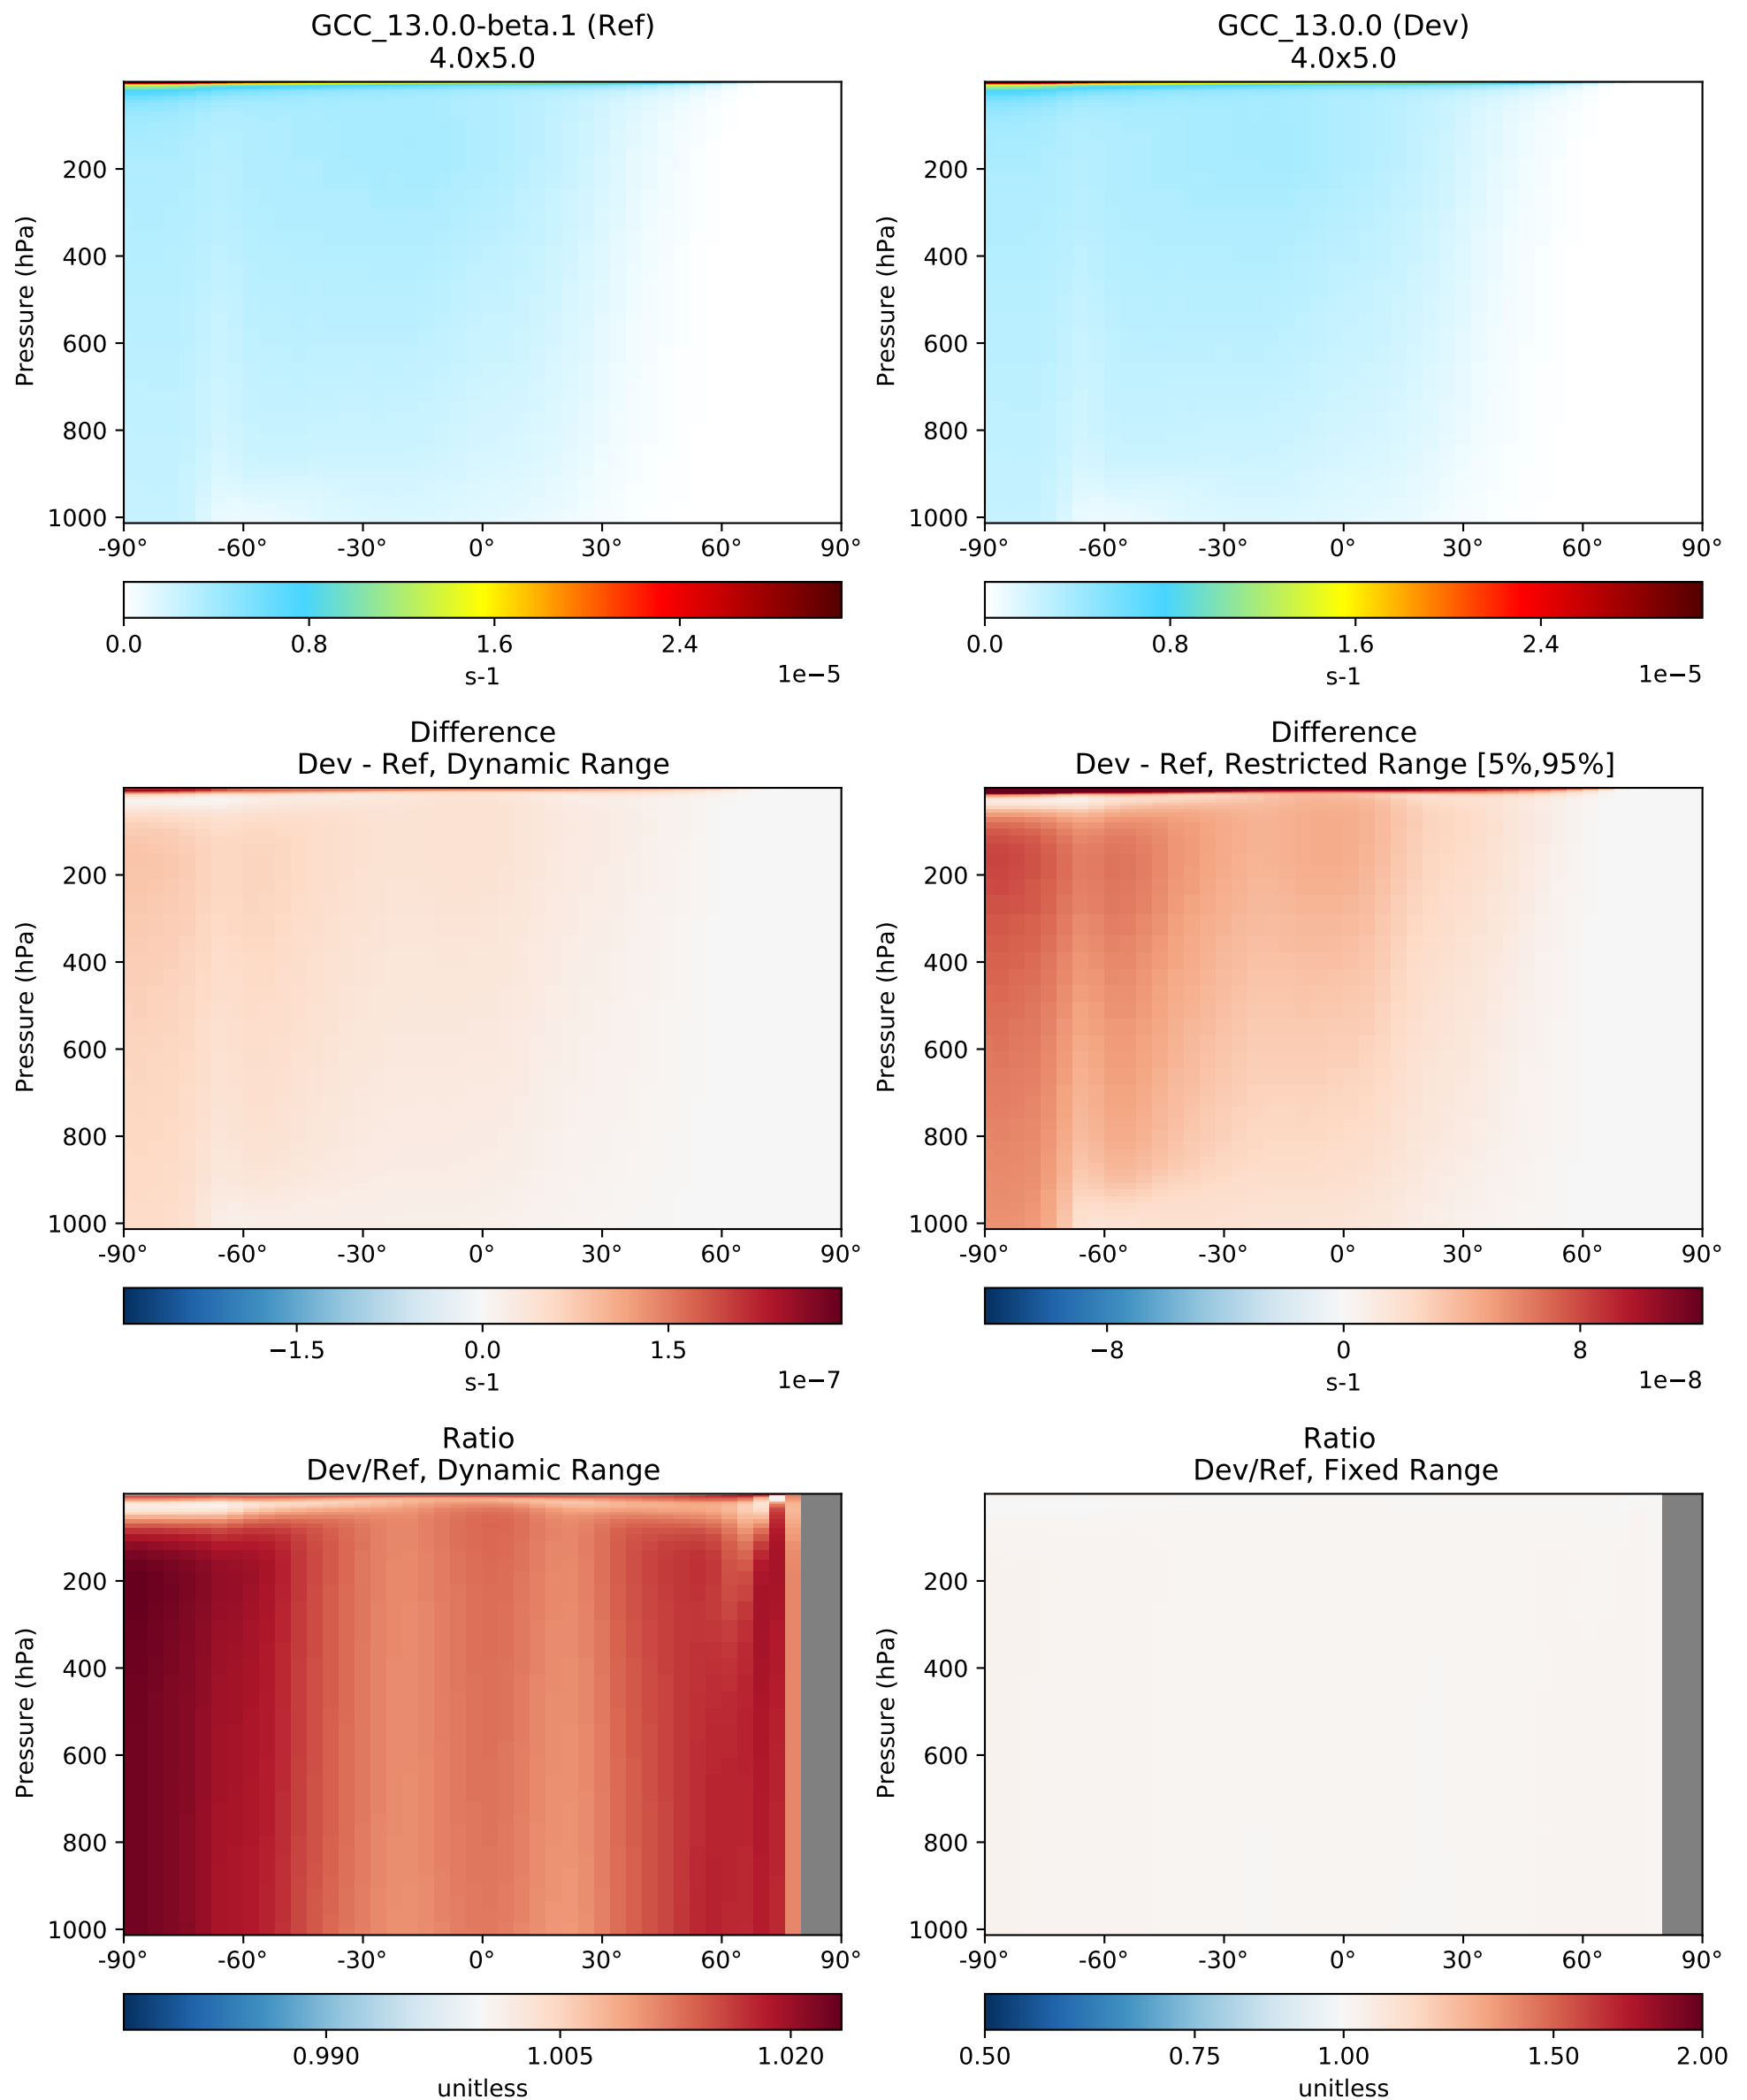 GCC_13.0.0-beta.1 (Ref)
4.0x5.0
GCC_13.0.0 (Dev)
4.0x5.0
Pressure (hPa)
200
400
600
800
1000
-90° -60° -30° 0° 30° 60° 90°
0.0 0.8 1.6 2.4
s-1
1e−5
Pressure (hPa)
200
400
600
800
1000
-90° -60° -30° 0° 30° 60° 90°
0.0 0.8 1.6 2.4
s-1
1e−5
Difference
Dev - Ref, Dynamic Range
Difference
Dev - Ref, Restricted Range [5%,95%]
Pressure (hPa)
200
400
600
800
1000
-90° -60° -30° 0° 30° 60° 90°
−1.5 0.0 1.5
s-1
1e−7
Pressure (hPa)
200
400
600
800
1000
-90° -60° -30° 0° 30° 60° 90°
−8 0 8
s-1
1e−8
Ratio
Dev/Ref, Dynamic Range
Ratio
Dev/Ref, Fixed Range
Pressure (hPa)
200
400
600
800
1000
-90° -60° -30° 0° 30° 60° 90°
0.990 1.005 1.020
unitless
Pressure (hPa)
200
400
600
800
1000
-90° -60° -30° 0° 30° 60° 90°
0.50 0.75 1.00 1.50 2.00
unitless